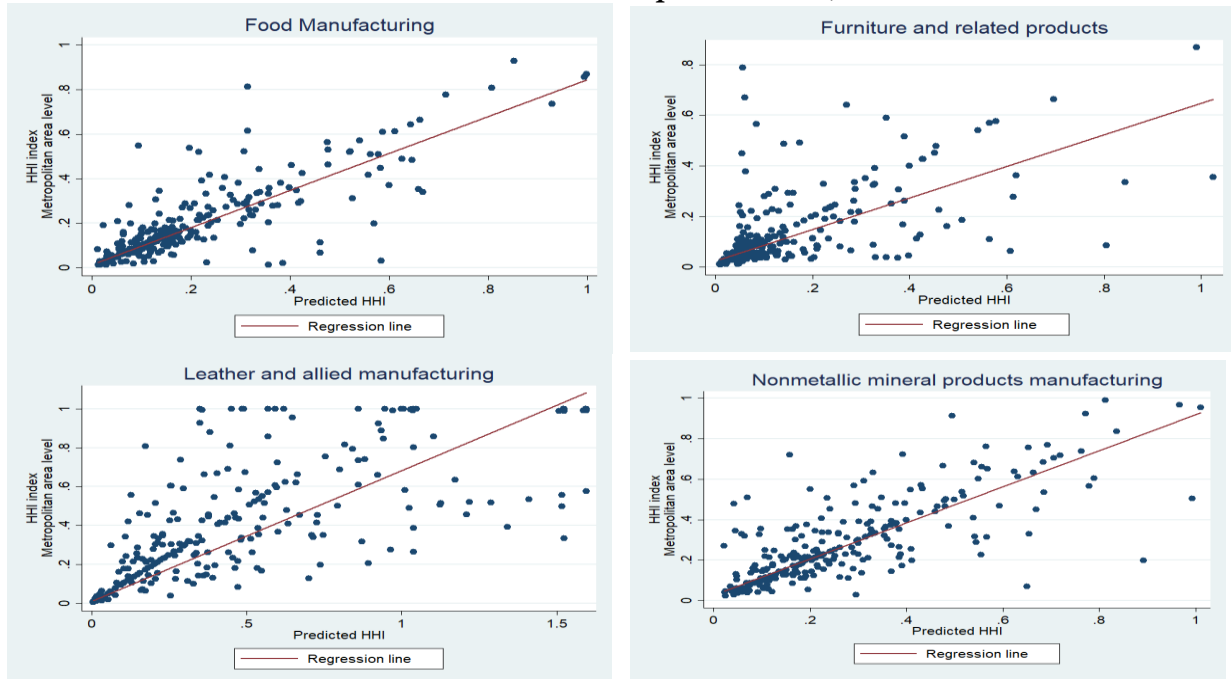 Food Manufacturing
HHI index
Metropolitan area level
1
.8
.6
.4
.2
0
0 .2 .4 .6 .8 1
Predicted HHI
Regression line
Furniture and related products
HHI index
Metropolitan area level
.8
.6
.4
.2
0
0 .2 .4 .6 .8 1
Predicted HHI
Regression line
Leather and allied manufacturing
HHI index
Metropolitan area level
1
.8
.6
.4
.2
0
0 .5 1 1.5
Predicted HHI
Regression line
Nonmetallic mineral products manufacturing
HHI index
Metropolitan area level
1
.8
.6
.4
.2
0
0 .2 .4 .6 .8 1
Predicted HHI
Regression line